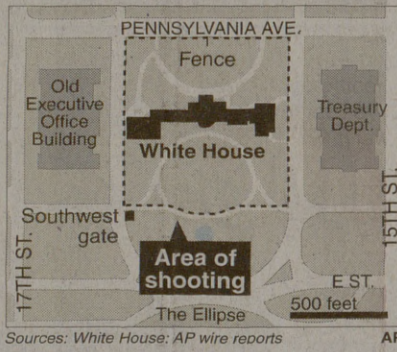 PENNSYLVANIA AVE.
Fence
Old
Executive
Office
Building
Treasury
Dept.
White House
Southwest
gate
17TH ST.
15TH ST.
Area of
shooting
E ST.
500 feet
The Ellipse
Sources: White House; AP wire reports
AP